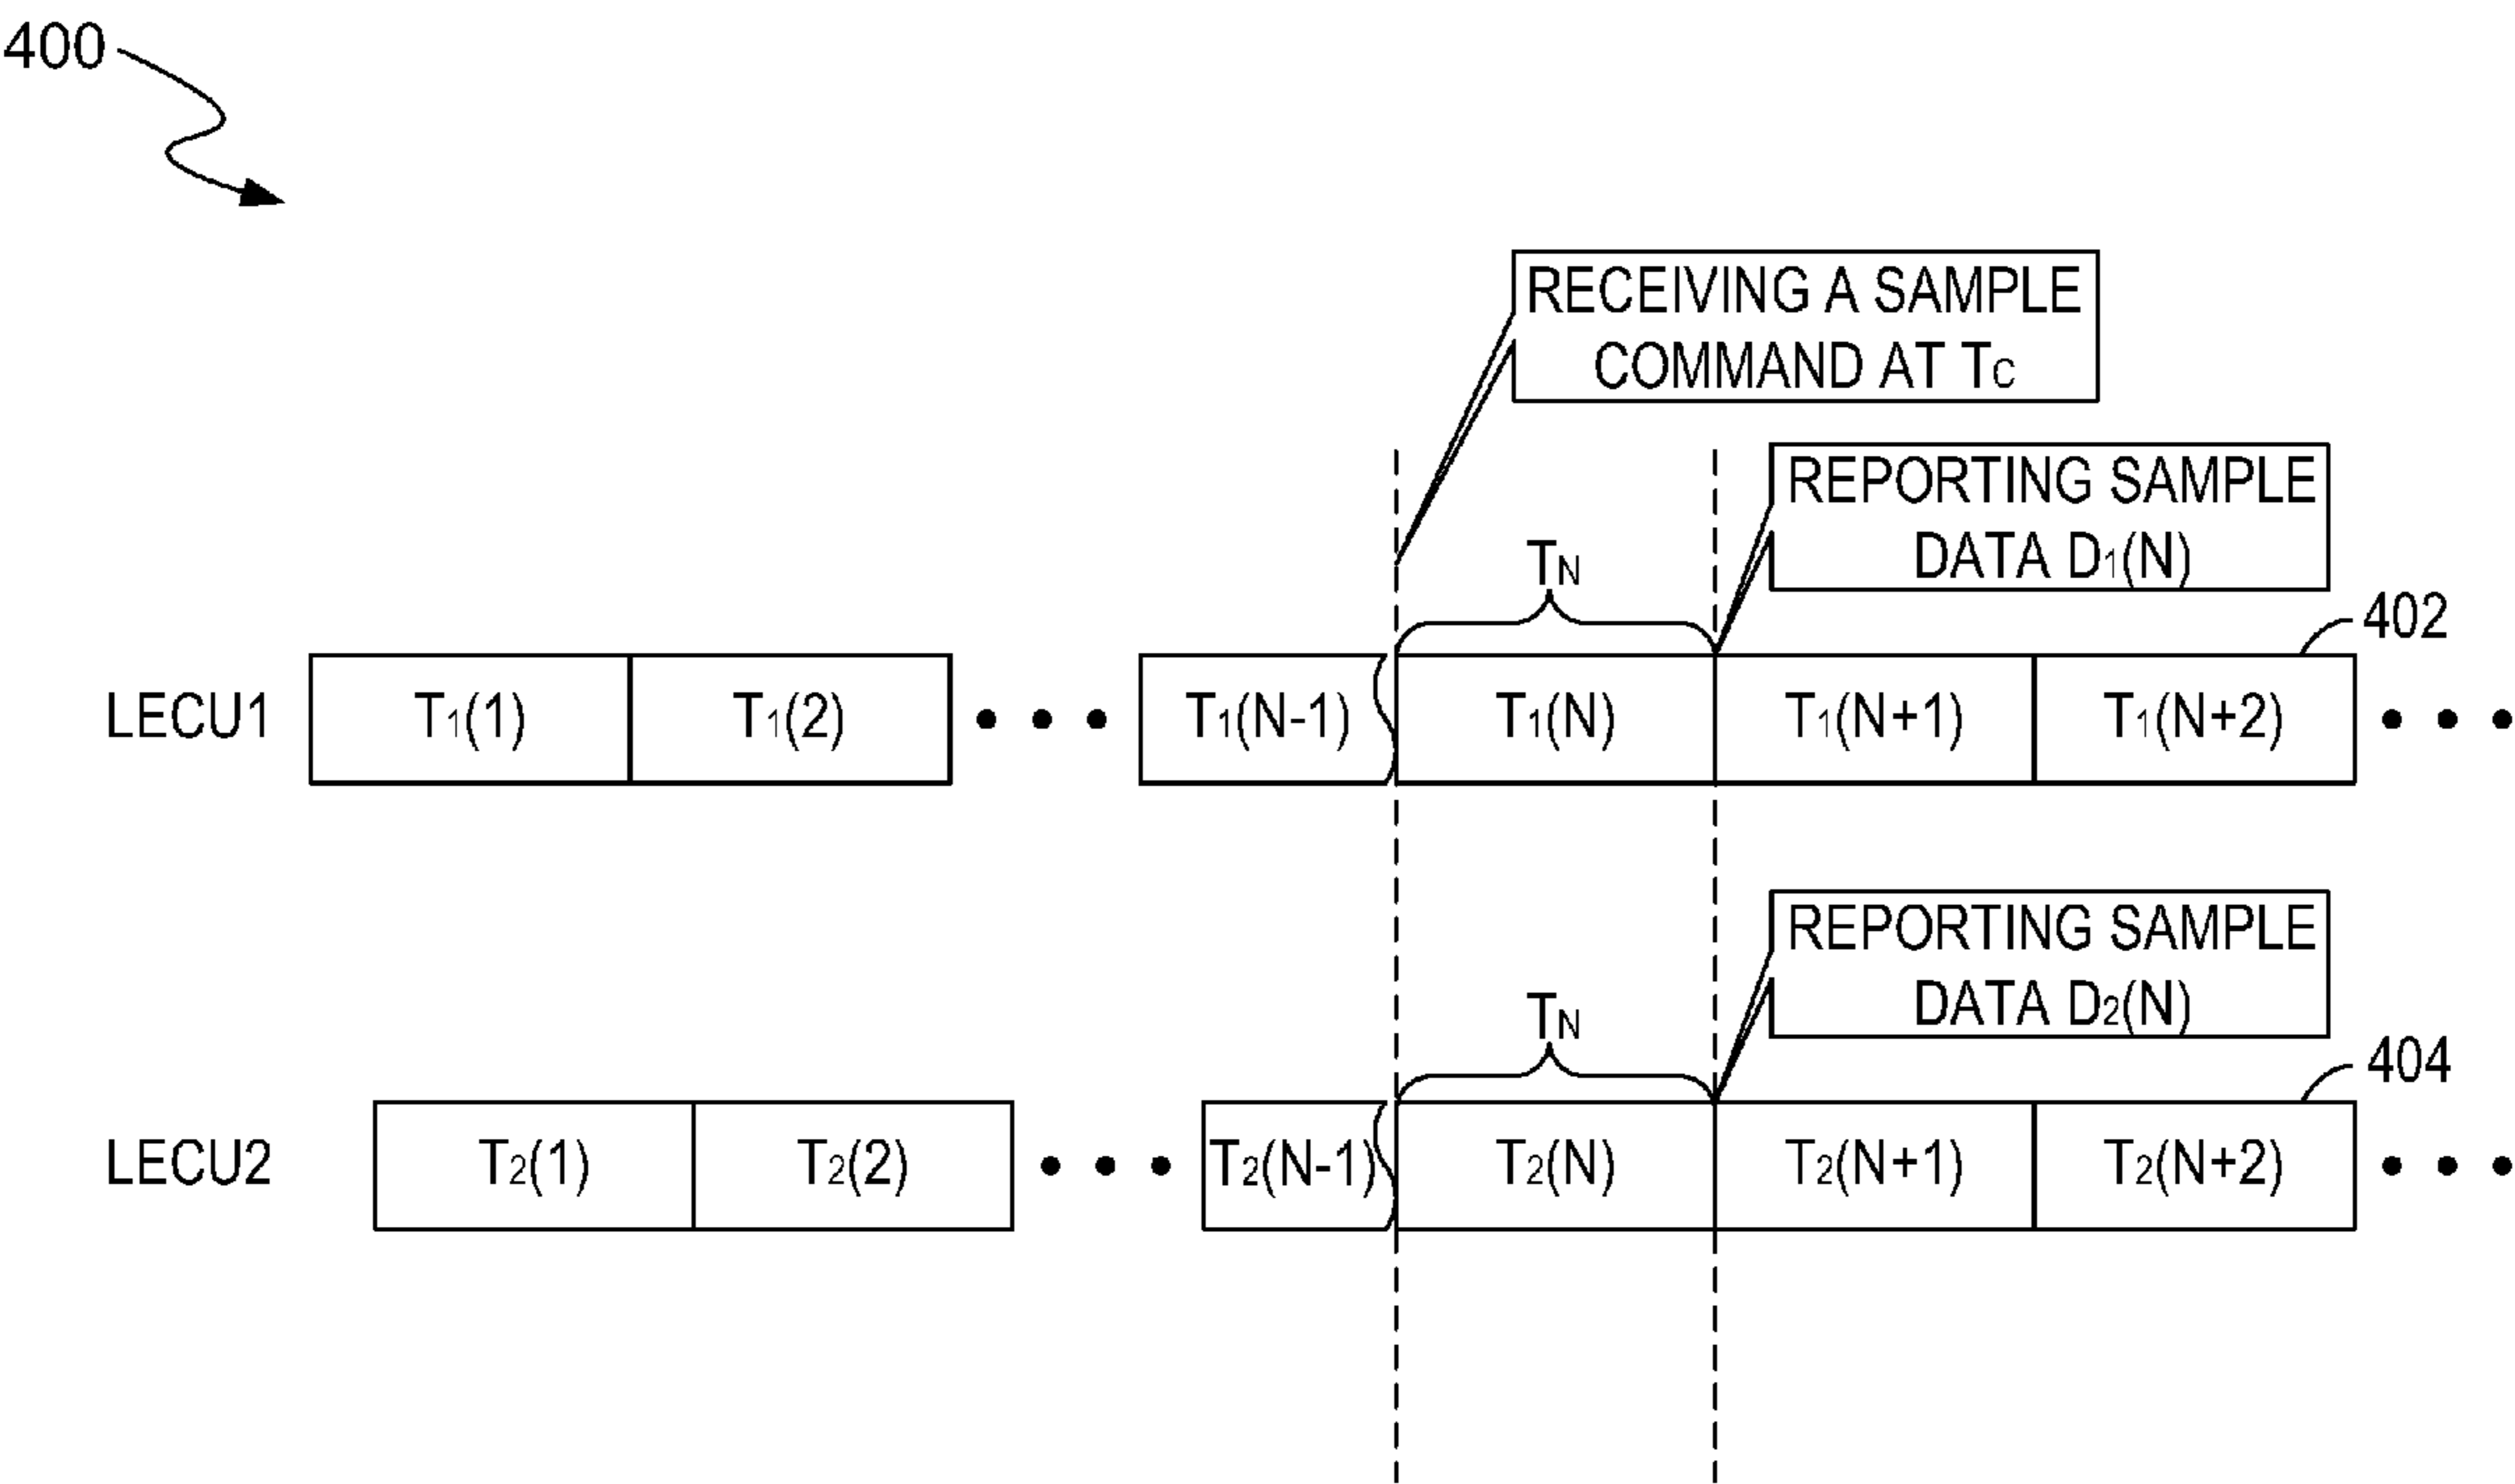 400
RECEIVING A SAMPLE
COMMAND AT TC
REPORTING SAMPLE
DATA D1(N)
TN
402
LECU1 T1(1) T1(2) ••• T1(N-1) T1(N) T1(N+1) T1(N+2) •••
REPORTING SAMPLE
DATA D2(N)
TN
404
LECU2 T2(1) T2(2) ••• T2(N-1) T2(N) T2(N+1) T2(N+2) •••